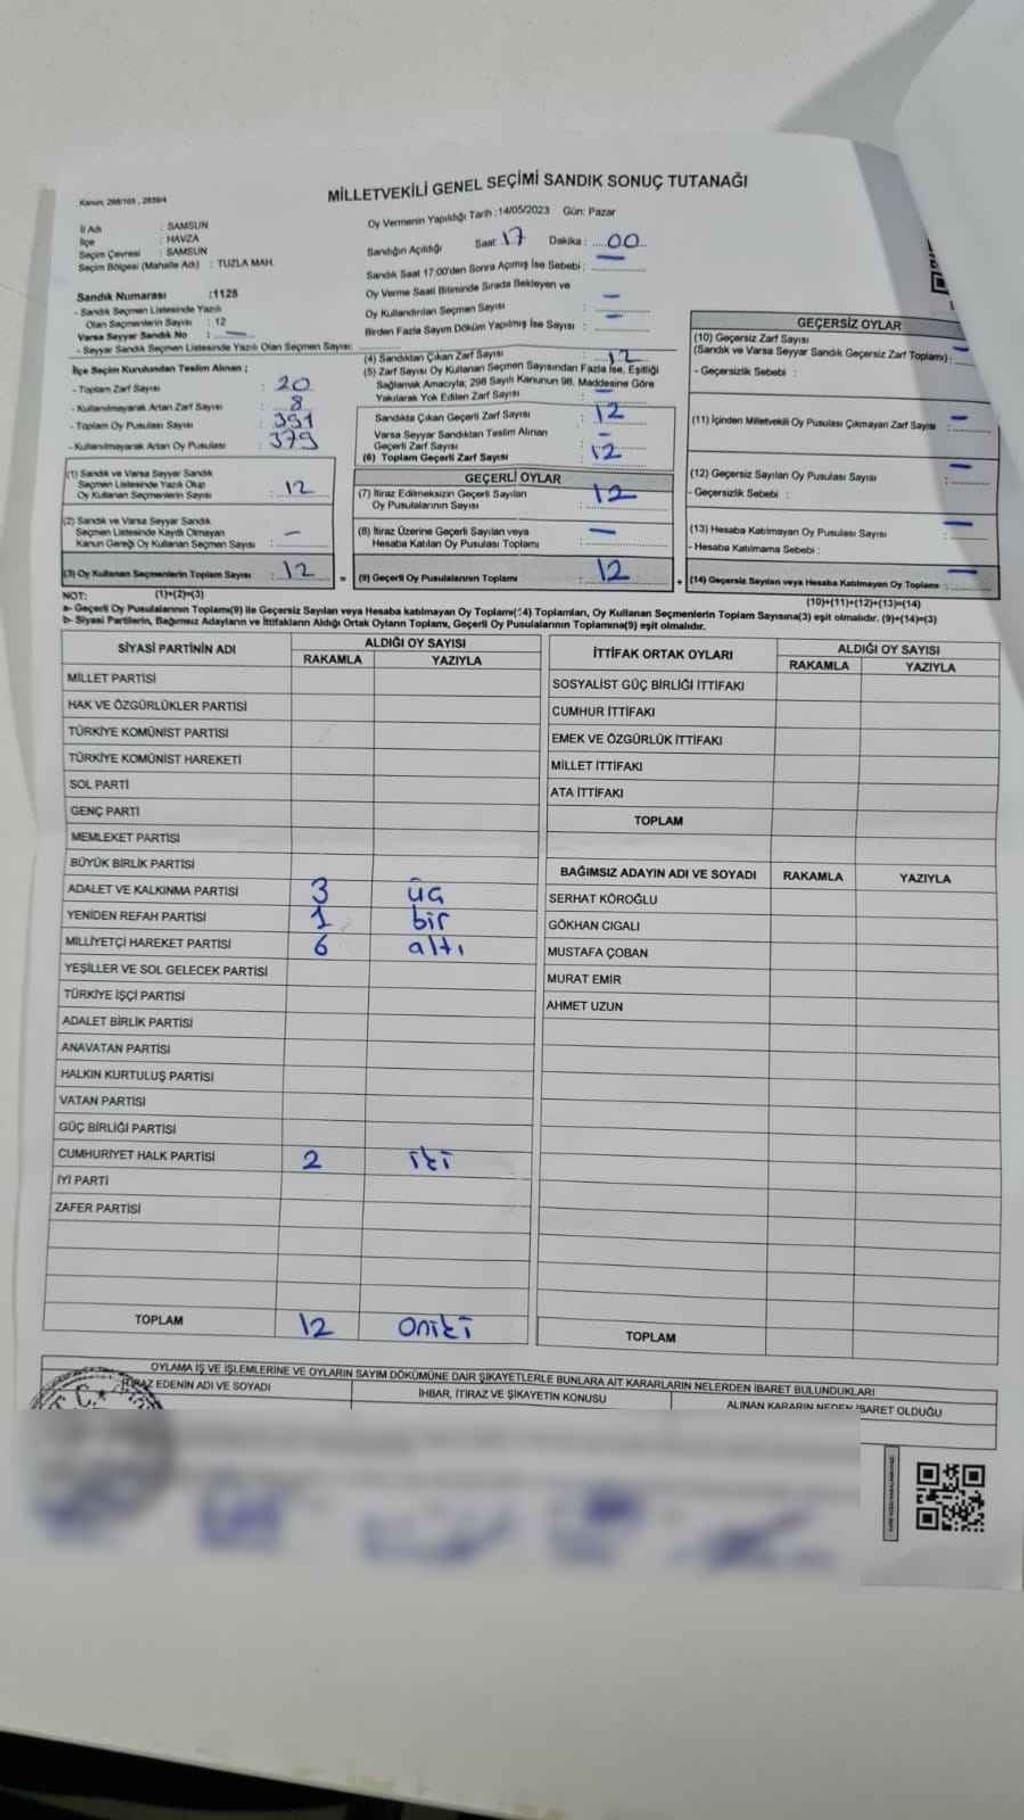 MİLLETVEKİLİ GENEL SEÇİMİ SANDIK SONUÇ TUTANAĞI
İl Adı : SAMSUN
İlçe : HAVZA
Seçim Çevresi : SAMSUN
Seçim Bölgesi (Mahalle Adı) : TUZLA MAH.
Oy Vermenin Yapıldığı Tarih :14/05/2023 Gün: Pazar
Sandığın Açıldığı Saat: 17 Dakika : 00
Sandık Saat 17:00'den Sonra Açımış İse Sebebi : —
Oy Verme Saati Bitiminde Sırada Bekleyen ve
Oy Kullandırılan Seçmen Sayısı : —
Birden Fazla Sayım Döküm Yapılmış İse Sayısı : —
Sandık Numarası :1128
- Sandık Seçmen Listesinde Yazılı
Olan Seçmenlerin Sayısı : 12
Varsa Seyyar Sandık No : —
- Seyyar Sandık Seçmen Listesinde Yazılı Olan Seçmen Sayısı:
İlçe Seçim Kurulundan Teslim Alınan ;
- Toplam Zarf Sayısı : 20
- Kullanılmayarak Artan Zarf Sayısı : 8
- Toplam Oy Pusulası Sayısı : 391
- Kullanılmayarak Artan Oy Pusulası : 379
(4) Sandıktan Çıkan Zarf Sayısı : 12
(5) Zarf Sayısı Oy Kullanan Seçmen Sayısından Fazla İse, Eşitliği
Sağlamak Amacıyla; 298 Sayılı Kanunun 98. Maddesine Göre
Yakılarak Yok Edilen Zarf Sayısı : —
Sandıkta Çıkan Geçerli Zarf Sayısı : 12
Varsa Seyyar Sandıktan Teslim Alınan
Geçerli Zarf Sayısı : —
(6) Toplam Geçerli Zarf Sayısı : 12
GEÇERSİZ OYLAR
(10) Geçersiz Zarf Sayısı
(Sandık ve Varsa Seyyar Sandık Geçersiz Zarf Toplamı) : —
- Geçersizlik Sebebi :
(11) İçinden Milletvekili Oy Pusulası Çıkmayan Zarf Sayısı : —
(12) Geçersiz Sayılan Oy Pusulası Sayısı : —
- Geçersizlik Sebebi :
(13) Hesaba Katılmayan Oy Pusulası Sayısı : —
- Hesaba Katılmama Sebebi :
(14) Geçersiz Sayılan veya Hesaba Katılmayan Oy Toplamı : —
(10)+(11)+(12)+(13)=(14)
(1) Sandık ve Varsa Seyyar Sandık
Seçmen Listesinde Yazılı Olup
Oy Kullanan Seçmenlerin Sayısı : 12
(2) Sandık ve Varsa Seyyar Sandık
Seçmen Listesinde Kayıtlı Olmayan
Kanun Gereği Oy Kullanan Seçmen Sayısı : —
(3) Oy Kullanan Seçmenlerin Toplam Sayısı : 12 =
GEÇERLİ OYLAR
(7) İtiraz Edilmeksizin Geçerli Sayılan
Oy Pusulalarının Sayısı : 12
(8) İtiraz Üzerine Geçerli Sayılan veya
Hesaba Katılan Oy Pusulası Toplamı : —
(9) Geçerli Oy Pusulalarının Toplamı : 12 +
NOT: (1)+(2)=(3)
a- Geçerli Oy Pusulalarının Toplamı(9) ile Geçersiz Sayılan veya Hesaba katılmayan Oy Toplamı(14) Toplamları, Oy Kullanan Seçmenlerin Toplam Sayısına(3) eşit olmalıdır. (9)+(14)=(3)
b- Siyasi Partilerin, Bağımsız Adayların ve İttifakların Aldığı Ortak Oyların Toplamı, Geçerli Oy Pusulalarının Toplamına(9) eşit olmalıdır.
SİYASİ PARTİNİN ADI ALDIĞI OY SAYISI
RAKAMLA YAZIYLA
MİLLET PARTİSİ
HAK VE ÖZGÜRLÜKLER PARTİSİ
TÜRKİYE KOMÜNİST PARTİSİ
TÜRKİYE KOMÜNİST HAREKETİ
SOL PARTİ
GENÇ PARTİ
MEMLEKET PARTİSİ
BÜYÜK BİRLİK PARTİSİ
ADALET VE KALKINMA PARTİSİ 3 üç
YENİDEN REFAH PARTİSİ 1 bir
MİLLİYETÇİ HAREKET PARTİSİ 6 altı
YEŞİLLER VE SOL GELECEK PARTİSİ
TÜRKİYE İŞÇİ PARTİSİ
ADALET BİRLİK PARTİSİ
ANAVATAN PARTİSİ
HALKIN KURTULUŞ PARTİSİ
VATAN PARTİSİ
GÜÇ BİRLİĞİ PARTİSİ
CUMHURİYET HALK PARTİSİ 2 iki
İYİ PARTİ
ZAFER PARTİSİ
TOPLAM 12 oniki
İTTİFAK ORTAK OYLARI ALDIĞI OY SAYISI
RAKAMLA YAZIYLA
SOSYALİST GÜÇ BİRLİĞİ İTTİFAKI
CUMHUR İTTİFAKI
EMEK VE ÖZGÜRLÜK İTTİFAKI
MİLLET İTTİFAKI
ATA İTTİFAKI
TOPLAM
BAĞIMSIZ ADAYIN ADI VE SOYADI RAKAMLA YAZIYLA
SERHAT KÖROĞLU
GÖKHAN CIGALI
MUSTAFA ÇOBAN
MURAT EMİR
AHMET UZUN
TOPLAM
OYLAMA İŞ VE İŞLEMLERİNE VE OYLARIN SAYIM DÖKÜMÜNE DAİR ŞİKAYETLERLE BUNLARA AİT KARARLARIN NELERDEN İBARET BULUNDUKLARI
İTİRAZ EDENİN ADI VE SOYADI
İHBAR, İTİRAZ VE ŞİKAYETİN KONUSU
ALINAN KARARIN NEDEN İBARET OLDUĞU
T.C.